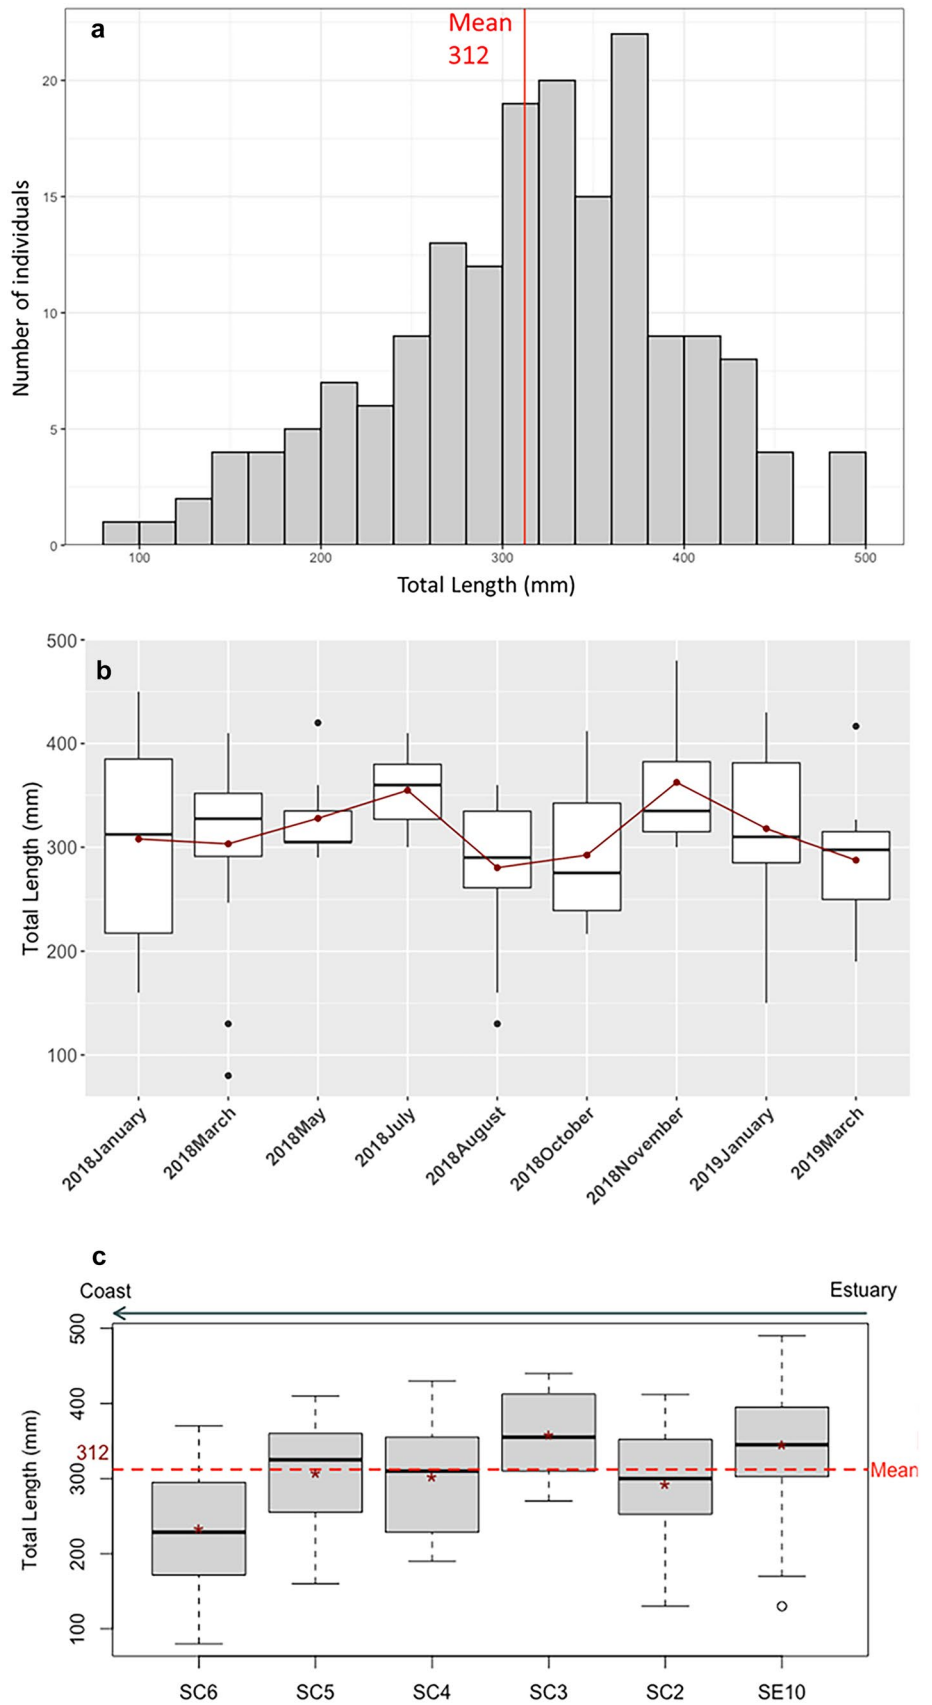 a
Mean
312
20
15
10
5
0
Number of individuals
100 200 300 400 500
Total Length (mm)
b
500
400
300
200
100
Total Length (mm)
2018January 2018March 2018May 2018July 2018August 2018October 2018November 2019January 2019March
c
Coast Estuary
500
400
312
300
200
100
Total Length (mm)
Mean
SC6 SC5 SC4 SC3 SC2 SE10